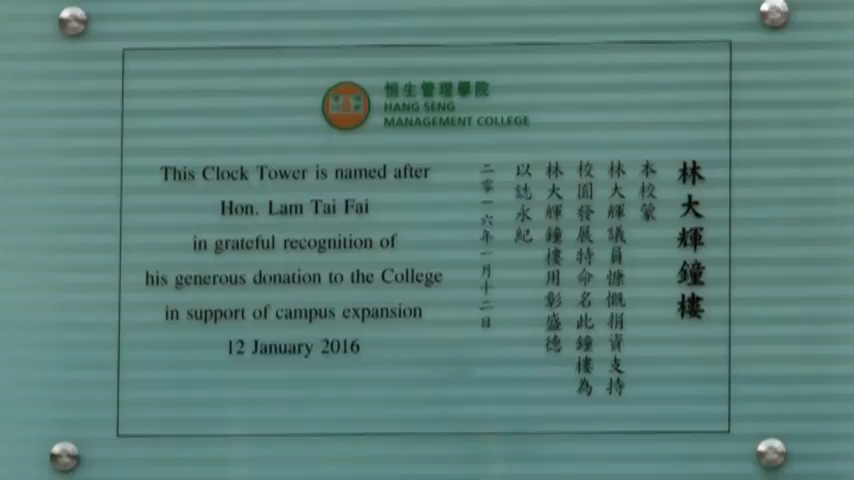 恒生管理學院
HANG SENG
MANAGEMENT COLLEGE
This Clock Tower is named after
Hon. Lam Tai Fai
in grateful recognition of
his generous donation to the College
in support of campus expansion
12 January 2016
林大輝鐘樓
本校蒙
林大輝議員慷慨捐資支持
校園發展特命名此鐘樓為
林大輝鐘樓用彰盛德
以誌永紀
二零一六年一月十二日